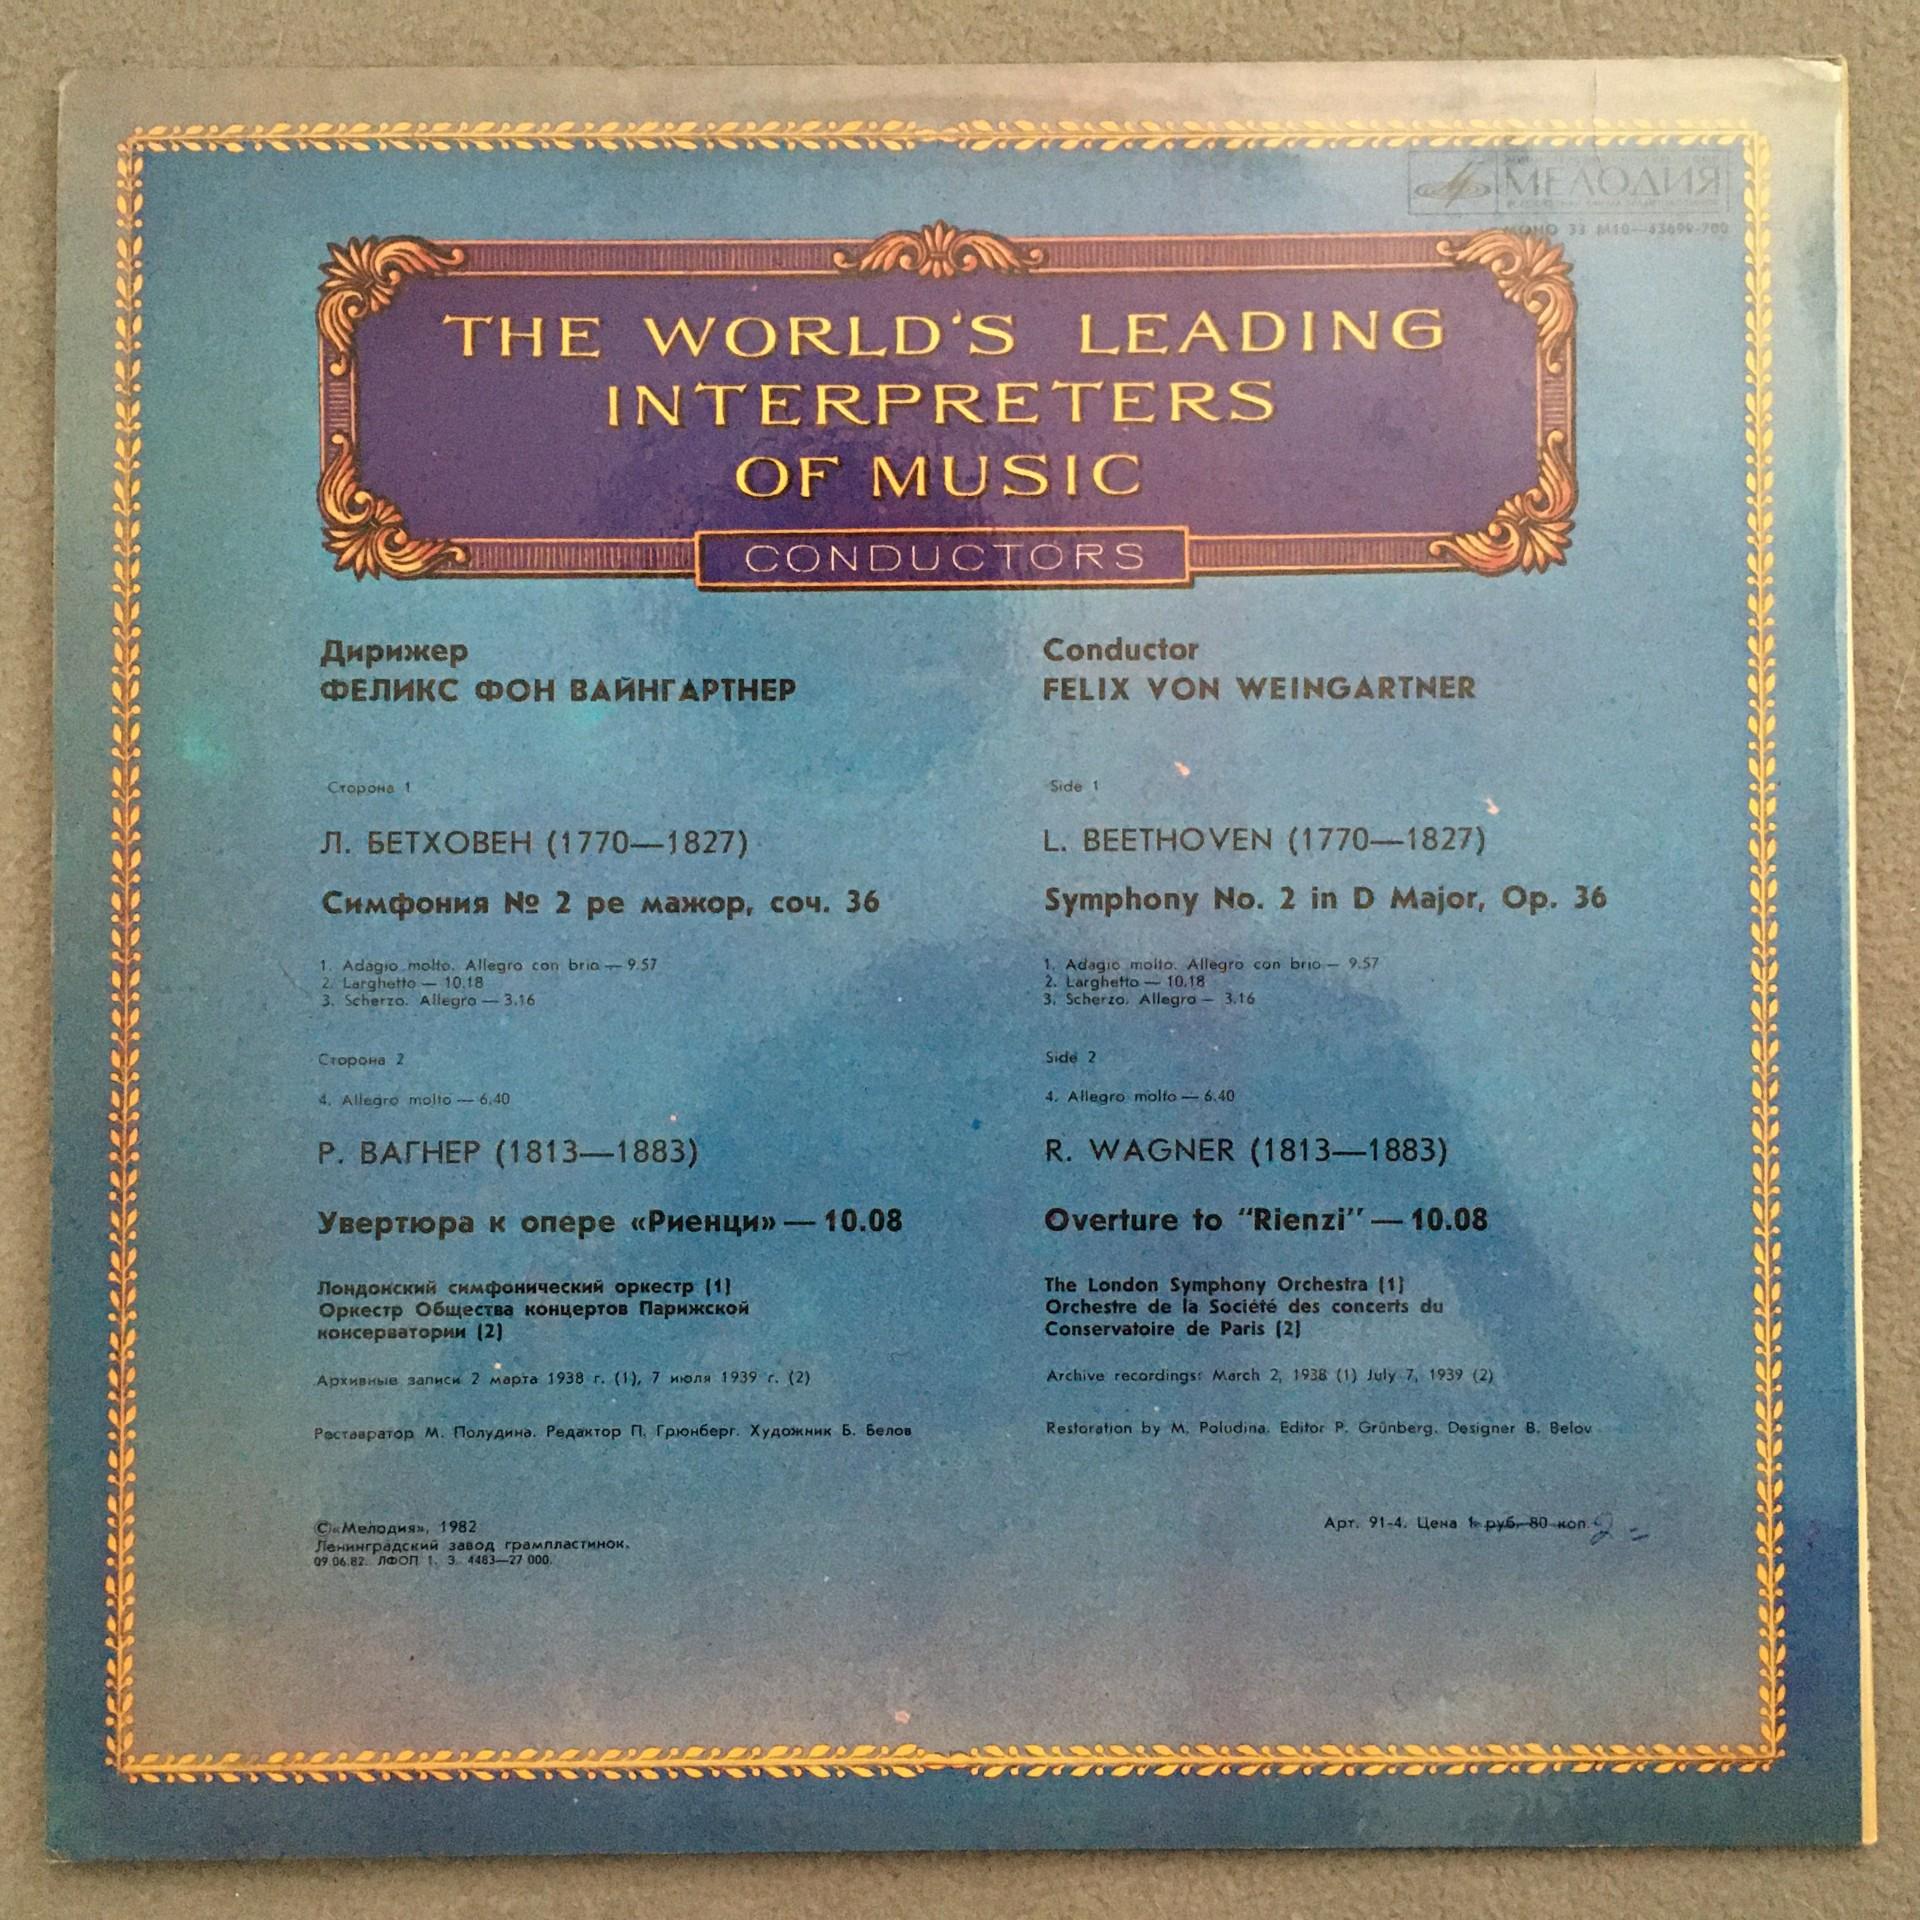 МЕЛОДИЯ
МОНО 33 М10—43699-700
THE WORLD'S LEADING
INTERPRETERS
OF MUSIC
CONDUCTORS
Дирижер
ФЕЛИКС ФОН ВАЙНГАРТНЕР
Сторона 1
Л. БЕТХОВЕН (1770—1827)
Симфония № 2 ре мажор, соч. 36
1. Adagio molto. Allegro con brio — 9.57
2. Larghetto — 10.18
3. Scherzo. Allegro — 3.16
Сторона 2
4. Allegro molto — 6.40
Р. ВАГНЕР (1813—1883)
Увертюра к опере «Риенци» — 10.08
Лондонский симфонический оркестр (1)
Оркестр Общества концертов Парижской
консерватории (2)
Архивные записи 2 марта 1938 г. (1), 7 июля 1939 г. (2)
Реставратор М. Полудина. Редактор П. Грюнберг. Художник Б. Белов
©«Мелодия», 1982
Ленинградский завод грампластинок.
09.06.82. ЛФОП 1. З. 4483—27 000.
Conductor
FELIX VON WEINGARTNER
Side 1
L. BEETHOVEN (1770—1827)
Symphony No. 2 in D Major, Op. 36
1. Adagio molto. Allegro con brio — 9.57
2. Larghetto — 10.18
3. Scherzo. Allegro — 3.16
Side 2
4. Allegro molto — 6.40
R. WAGNER (1813—1883)
Overture to "Rienzi" — 10.08
The London Symphony Orchestra (1)
Orchestre de la Société des concerts du
Conservatoire de Paris (2)
Archive recordings: March 2, 1938 (1) July 7, 1939 (2)
Restoration by M. Poludina. Editor P. Grünberg. Designer B. Belov
Арт. 91-4. Цена 1 руб. 80 коп. 2 =